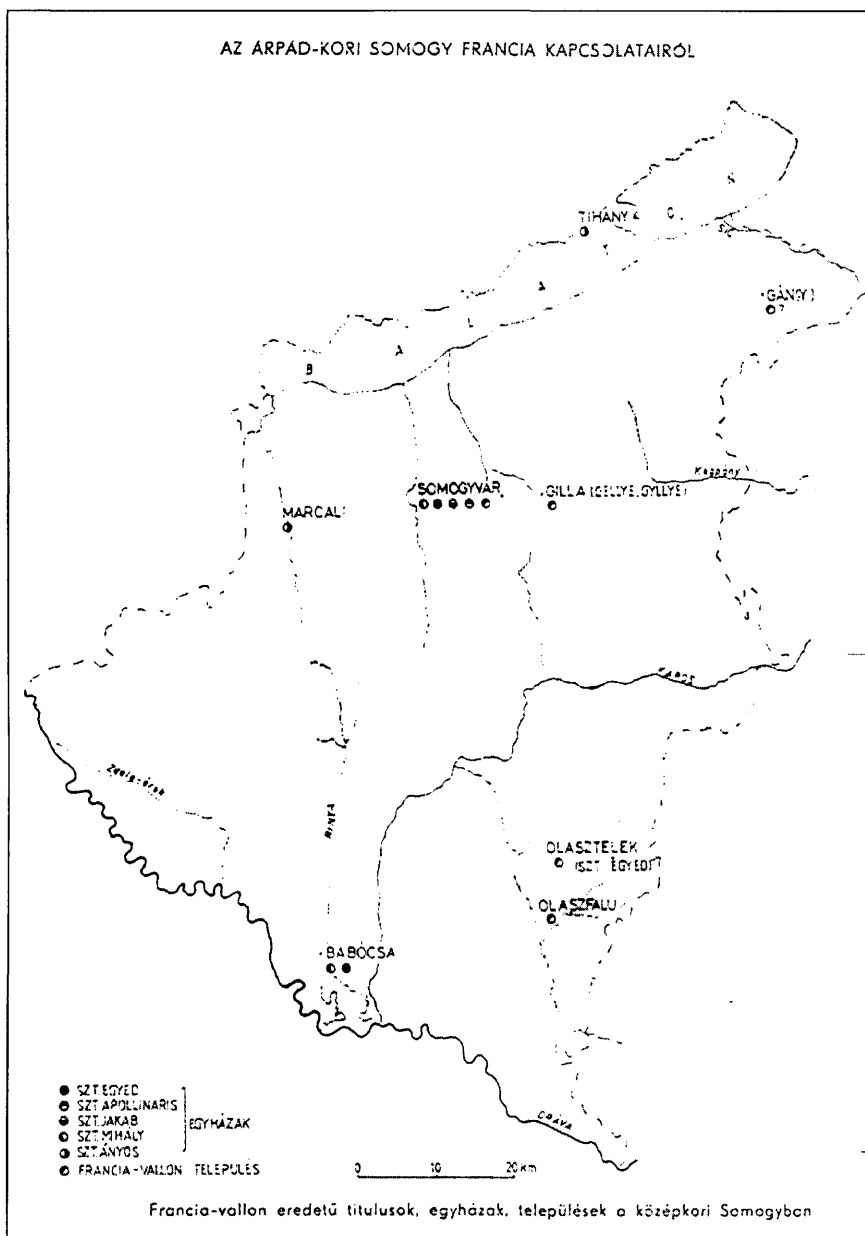 AZ ÁRPÁD-KORI SOMOGY FRANCIA KAPCSOLATAIRÓL
TIHANY
GÁN(Y)
?
B A L A
SOMOGYVÁR
GILLA (GELLYE, GYLLYE)
MARCALI
KAPOS
RINYA
OLASZTELEK
(SZT. EGYED?)
OLASZFALU
BABÓCSA
DRÁVA
SZT. EGYED
SZT. APOLLINARIS
SZT. JAKAB
EGYHÁZAK
SZT. MIHÁLY
SZT. ÁNYOS
FRANCIA-VALLON TELEPÜLÉS
0 10 20 Km
Francia-vallon eredetű titulusok, egyházak, települések a középkori Somogyban